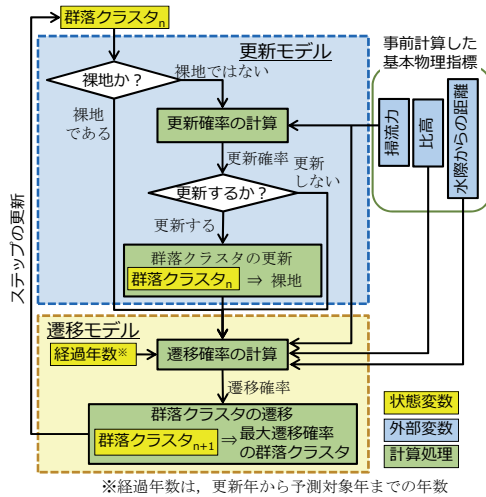 群落クラスタn
更新モデル
事前計算した
基本物理指標
裸地か？
裸地ではない
裸地
である
更新確率の計算
掃流力
比高
水際からの距離
更新確率
更新
しない
更新するか？
更新する
ステップの更新
群落クラスタの更新
群落クラスタn ⇒ 裸地
遷移モデル
経過年数※
遷移確率の計算
遷移確率
群落クラスタの遷移
群落クラスタn+1 ⇒ 最大遷移確率
の群落クラスタ
状態変数
外部変数
計算処理
※経過年数は，更新年から予測対象年までの年数